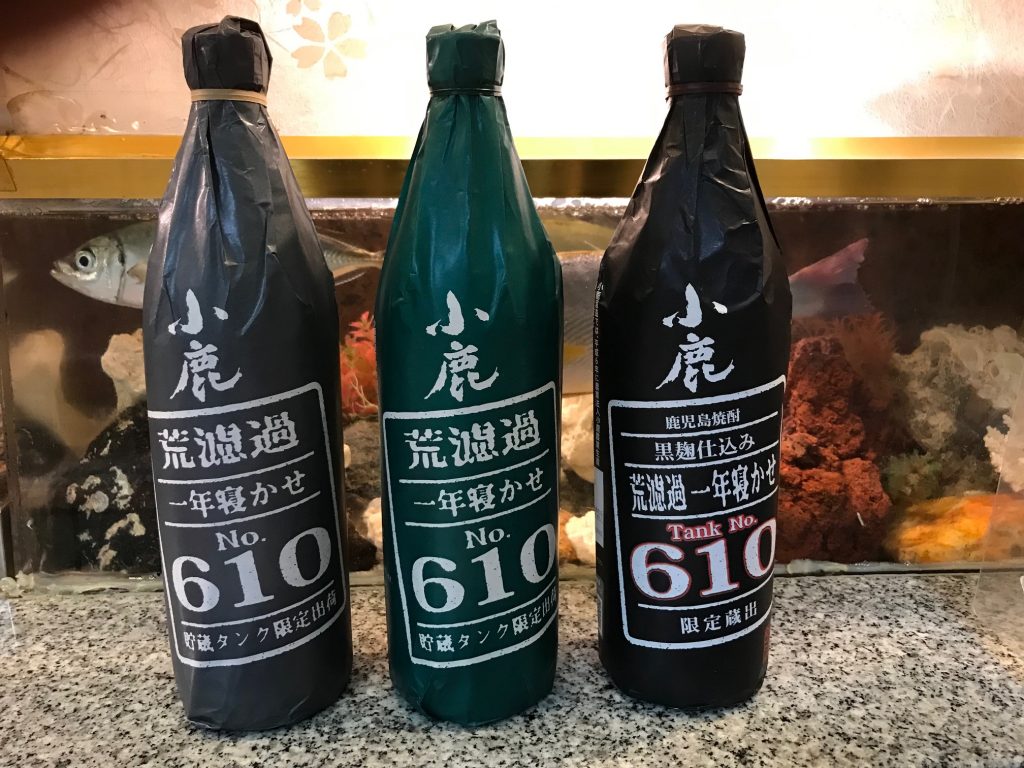 小鹿
荒濾過
一年寝かせ
No.
610
貯蔵タンク限定出荷
小鹿
荒濾過
一年寝かせ
No.
610
貯蔵タンク限定出荷
小鹿
鹿児島焼酎
黒麹仕込み
荒濾過 一年寝かせ
Tank No.
610
限定蔵出